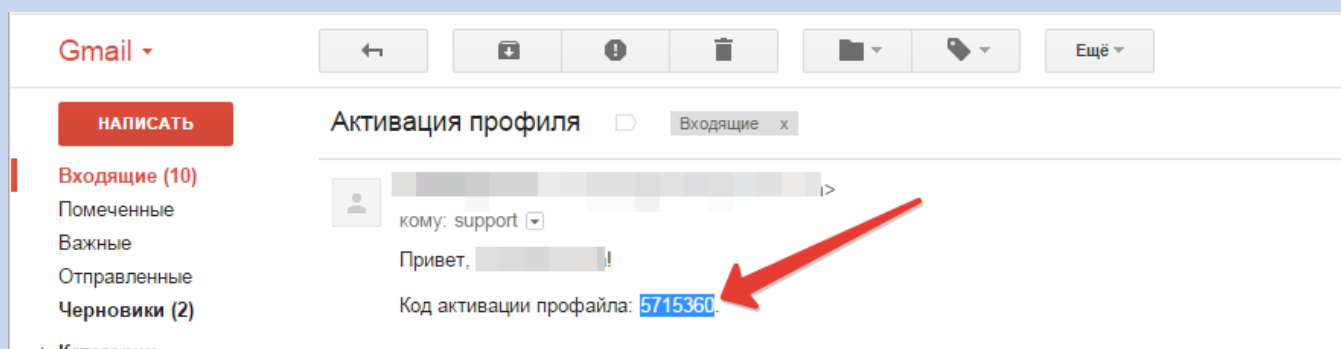 Gmail
Ещё
НАПИСАТЬ
Активация профиля
Входящие x
Входящие (10)
Помеченные
Важные
Отправленные
Черновики (2)
кому: support
Привет, !
Код активации профайла: 5715360.